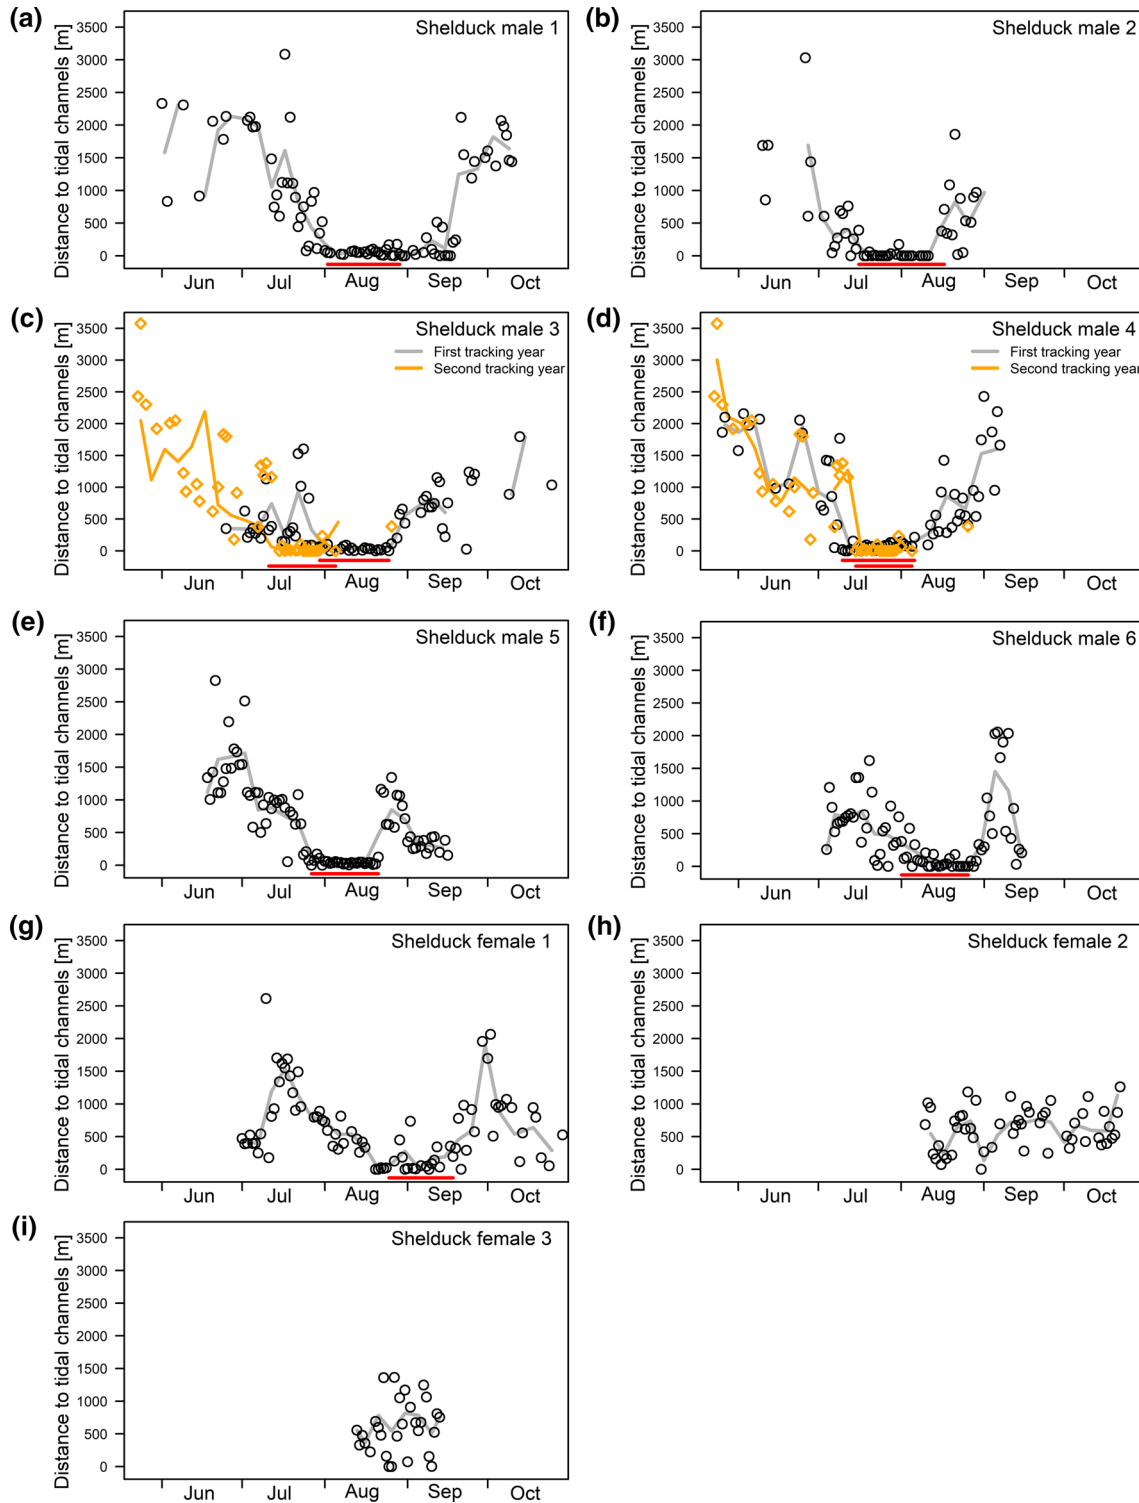 (a)
Shelduck male 1
Distance to tidal channels [m]
3500
3000
2500
2000
1500
1000
500
0
Jun Jul Aug Sep Oct
(b)
Shelduck male 2
Distance to tidal channels [m]
3500
3000
2500
2000
1500
1000
500
0
Jun Jul Aug Sep Oct
(c)
Shelduck male 3
First tracking year
Second tracking year
Distance to tidal channels [m]
3500
3000
2500
2000
1500
1000
500
0
Jun Jul Aug Sep Oct
(d)
Shelduck male 4
First tracking year
Second tracking year
Distance to tidal channels [m]
3500
3000
2500
2000
1500
1000
500
0
Jun Jul Aug Sep Oct
(e)
Shelduck male 5
Distance to tidal channels [m]
3500
3000
2500
2000
1500
1000
500
0
Jun Jul Aug Sep Oct
(f)
Shelduck male 6
Distance to tidal channels [m]
3500
3000
2500
2000
1500
1000
500
0
Jun Jul Aug Sep Oct
(g)
Shelduck female 1
Distance to tidal channels [m]
3500
3000
2500
2000
1500
1000
500
0
Jun Jul Aug Sep Oct
(h)
Shelduck female 2
Distance to tidal channels [m]
3500
3000
2500
2000
1500
1000
500
0
Jun Jul Aug Sep Oct
(i)
Shelduck female 3
Distance to tidal channels [m]
3500
3000
2500
2000
1500
1000
500
0
Jun Jul Aug Sep Oct